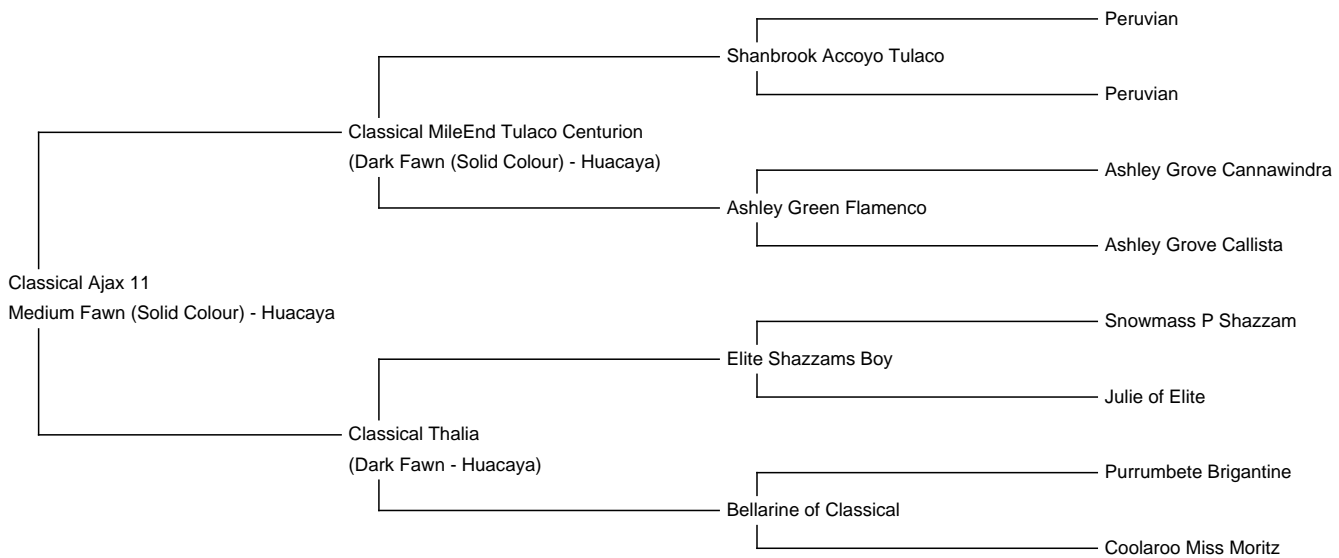 Peruvian
Shanbrook Accoyo Tulaco
Peruvian
Classical MileEnd Tulaco Centurion
(Dark Fawn (Solid Colour) - Huacaya)
Ashley Grove Cannawindra
Ashley Green Flamenco
Ashley Grove Callista
Classical Ajax 11
Medium Fawn (Solid Colour) - Huacaya
Snowmass P Shazzam
Elite Shazzams Boy
Julie of Elite
Classical Thalia
(Dark Fawn - Huacaya)
Purrumbete Brigantine
Bellarine of Classical
Coolaroo Miss Moritz